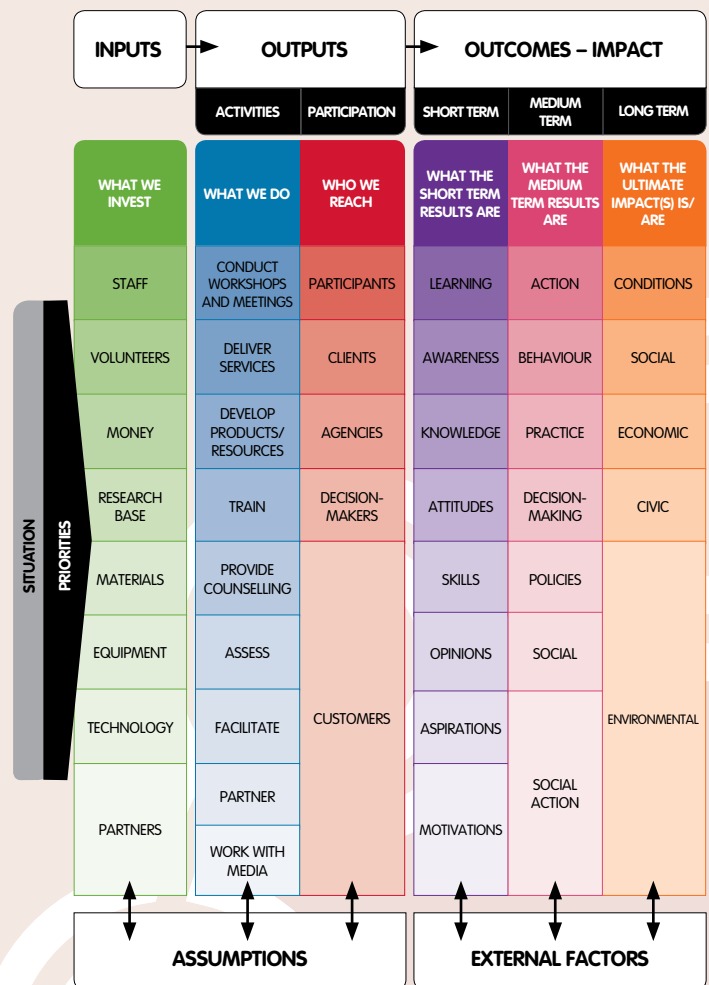 INPUTS
OUTPUTS
OUTCOMES – IMPACT
ACTIVITIES
PARTICIPATION
SHORT TERM
MEDIUM
TERM
LONG TERM
WHAT WE
INVEST
WHAT WE DO
WHO WE
REACH
WHAT THE
SHORT TERM
RESULTS ARE
WHAT THE
MEDIUM
TERM RESULTS
ARE
WHAT THE
ULTIMATE
IMPACT(S) IS/
ARE
SITUATION
PRIORITIES
STAFF
VOLUNTEERS
MONEY
RESEARCH
BASE
MATERIALS
EQUIPMENT
TECHNOLOGY
PARTNERS
CONDUCT
WORKSHOPS
AND MEETINGS
DELIVER
SERVICES
DEVELOP
PRODUCTS/
RESOURCES
TRAIN
PROVIDE
COUNSELLING
ASSESS
FACILITATE
PARTNER
WORK WITH
MEDIA
PARTICIPANTS
CLIENTS
AGENCIES
DECISION-
MAKERS
CUSTOMERS
LEARNING
AWARENESS
KNOWLEDGE
ATTITUDES
SKILLS
OPINIONS
ASPIRATIONS
MOTIVATIONS
ACTION
BEHAVIOUR
PRACTICE
DECISION-
MAKING
POLICIES
SOCIAL
SOCIAL
ACTION
CONDITIONS
SOCIAL
ECONOMIC
CIVIC
ENVIRONMENTAL
ASSUMPTIONS
EXTERNAL FACTORS